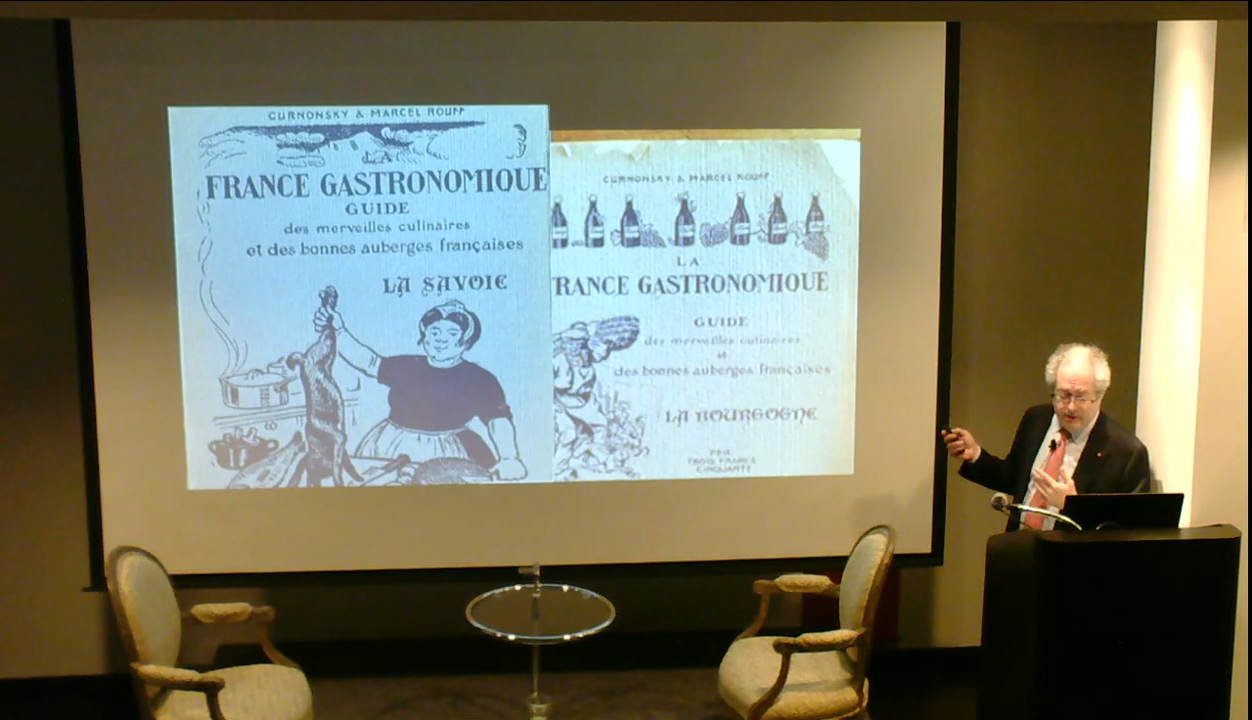 CURNONSKY & MARCEL ROUFF
LA
FRANCE GASTRONOMIQUE
GUIDE
des merveilles culinaires
et des bonnes auberges françaises
LA SAVOIE
CURNONSKY & MARCEL ROUFF
LA
RANCE GASTRONOMIQUE
GUIDE
des merveilles culinaires
et
des bonnes auberges françaises
LA BOURGOGNE
PRIX
TROIS FRANCS
CINQUANTE